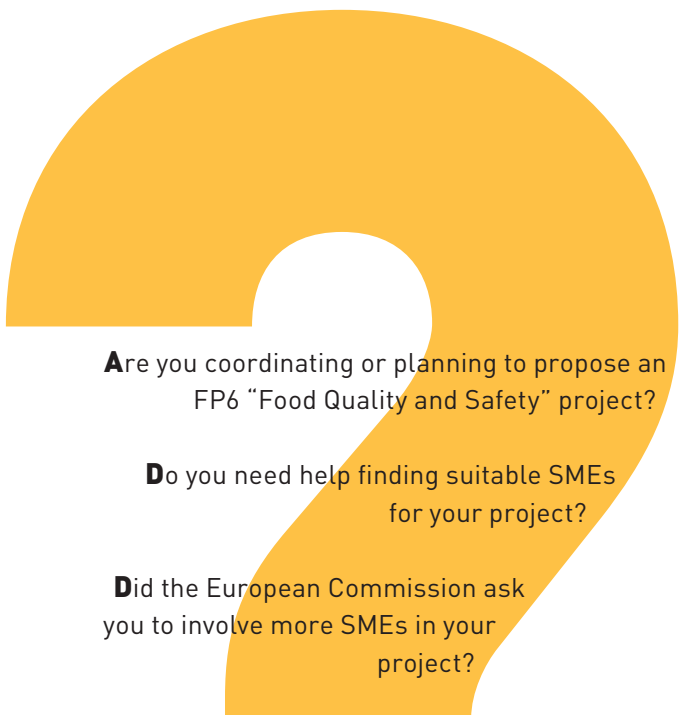 Are you coordinating or planning to propose an
FP6 “Food Quality and Safety” project?
Do you need help finding suitable SMEs
for your project?
Did the European Commission ask
you to involve more SMEs in your
project?